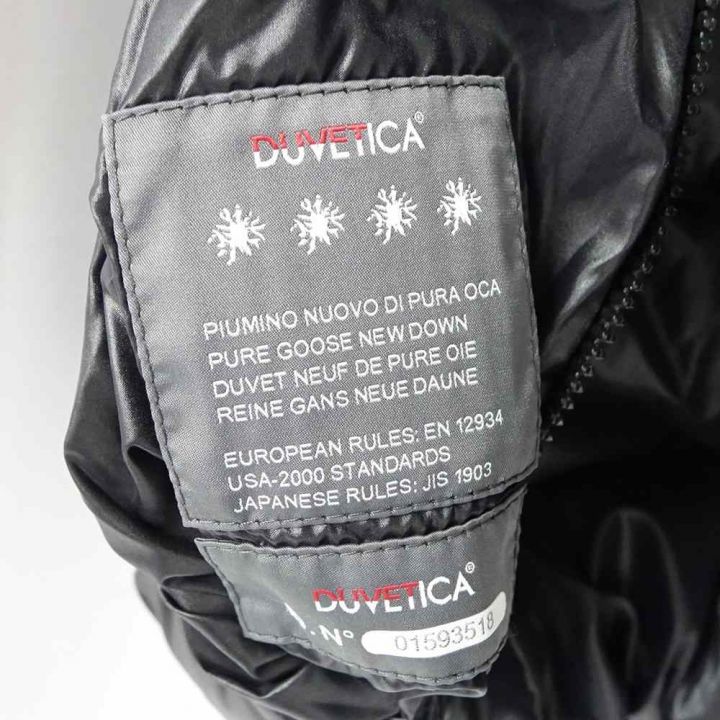 DUVETICA®
PIUMINO NUOVO DI PURA OCA
PURE GOOSE NEW DOWN
DUVET NEUF DE PURE OIE
REINE GANS NEUE DAUNE
EUROPEAN RULES: EN 12934
USA-2000 STANDARDS
JAPANESE RULES: JIS 1903
DUVETICA®
.N° 01593518